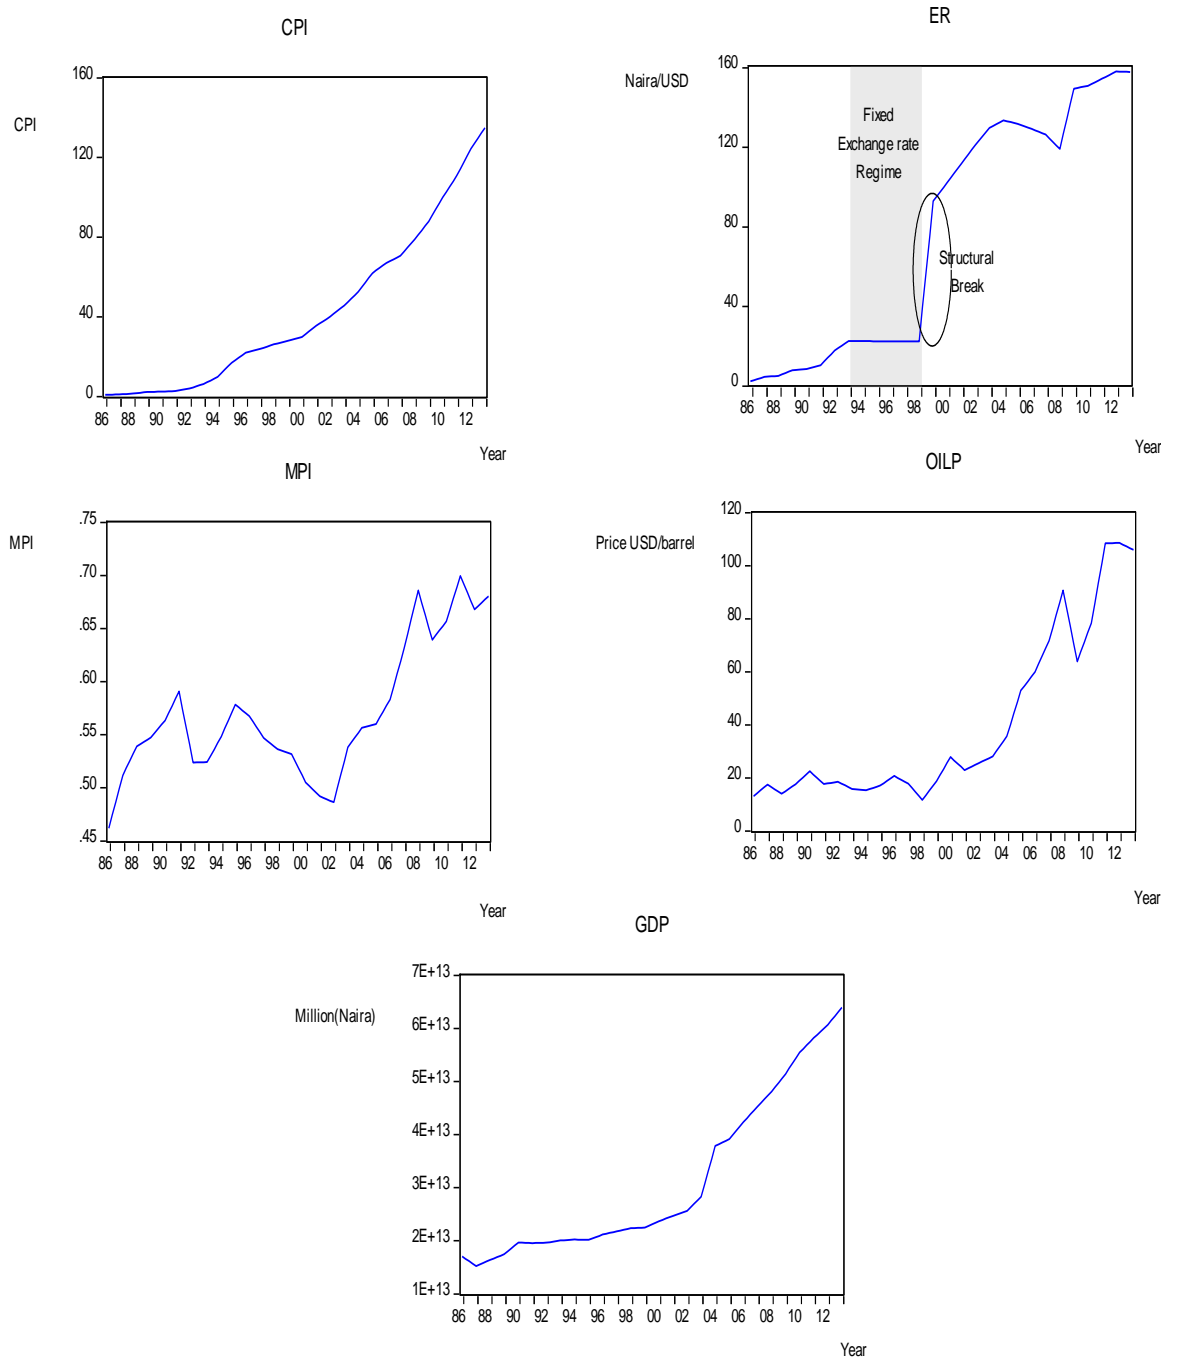 CPI
CPI
160
120
80
40
0
86 88 90 92 94 96 98 00 02 04 06 08 10 12
Year
ER
Naira/USD
160
120
80
40
0
Fixed
Exchange rate
Regime
Structural
Break
86 88 90 92 94 96 98 00 02 04 06 08 10 12
Year
MPI
MPI
.75
.70
.65
.60
.55
.50
.45
86 88 90 92 94 96 98 00 02 04 06 08 10 12
Year
OILP
Price USD/barrel
120
100
80
60
40
20
0
86 88 90 92 94 96 98 00 02 04 06 08 10 12
Year
GDP
Million(Naira)
7E+13
6E+13
5E+13
4E+13
3E+13
2E+13
1E+13
86 88 90 92 94 96 98 00 02 04 06 08 10 12
Year